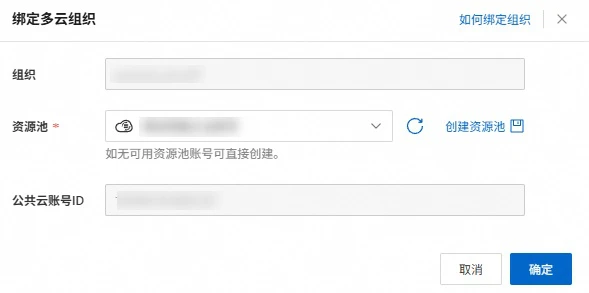 绑定多云组织
如何绑定组织
组织
资源池 *
创建资源池
如无可用资源池账号可直接创建。
公共云账号ID
取消
确定